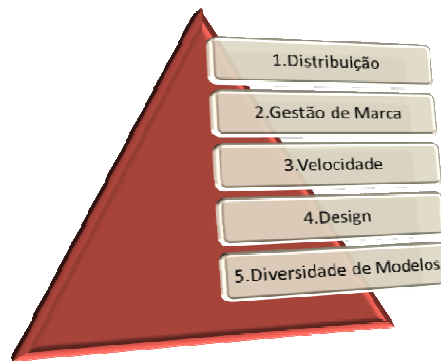 1.Distribuição
2.Gestão de Marca
3.Velocidade
4.Design
5.Diversidade de Modelos